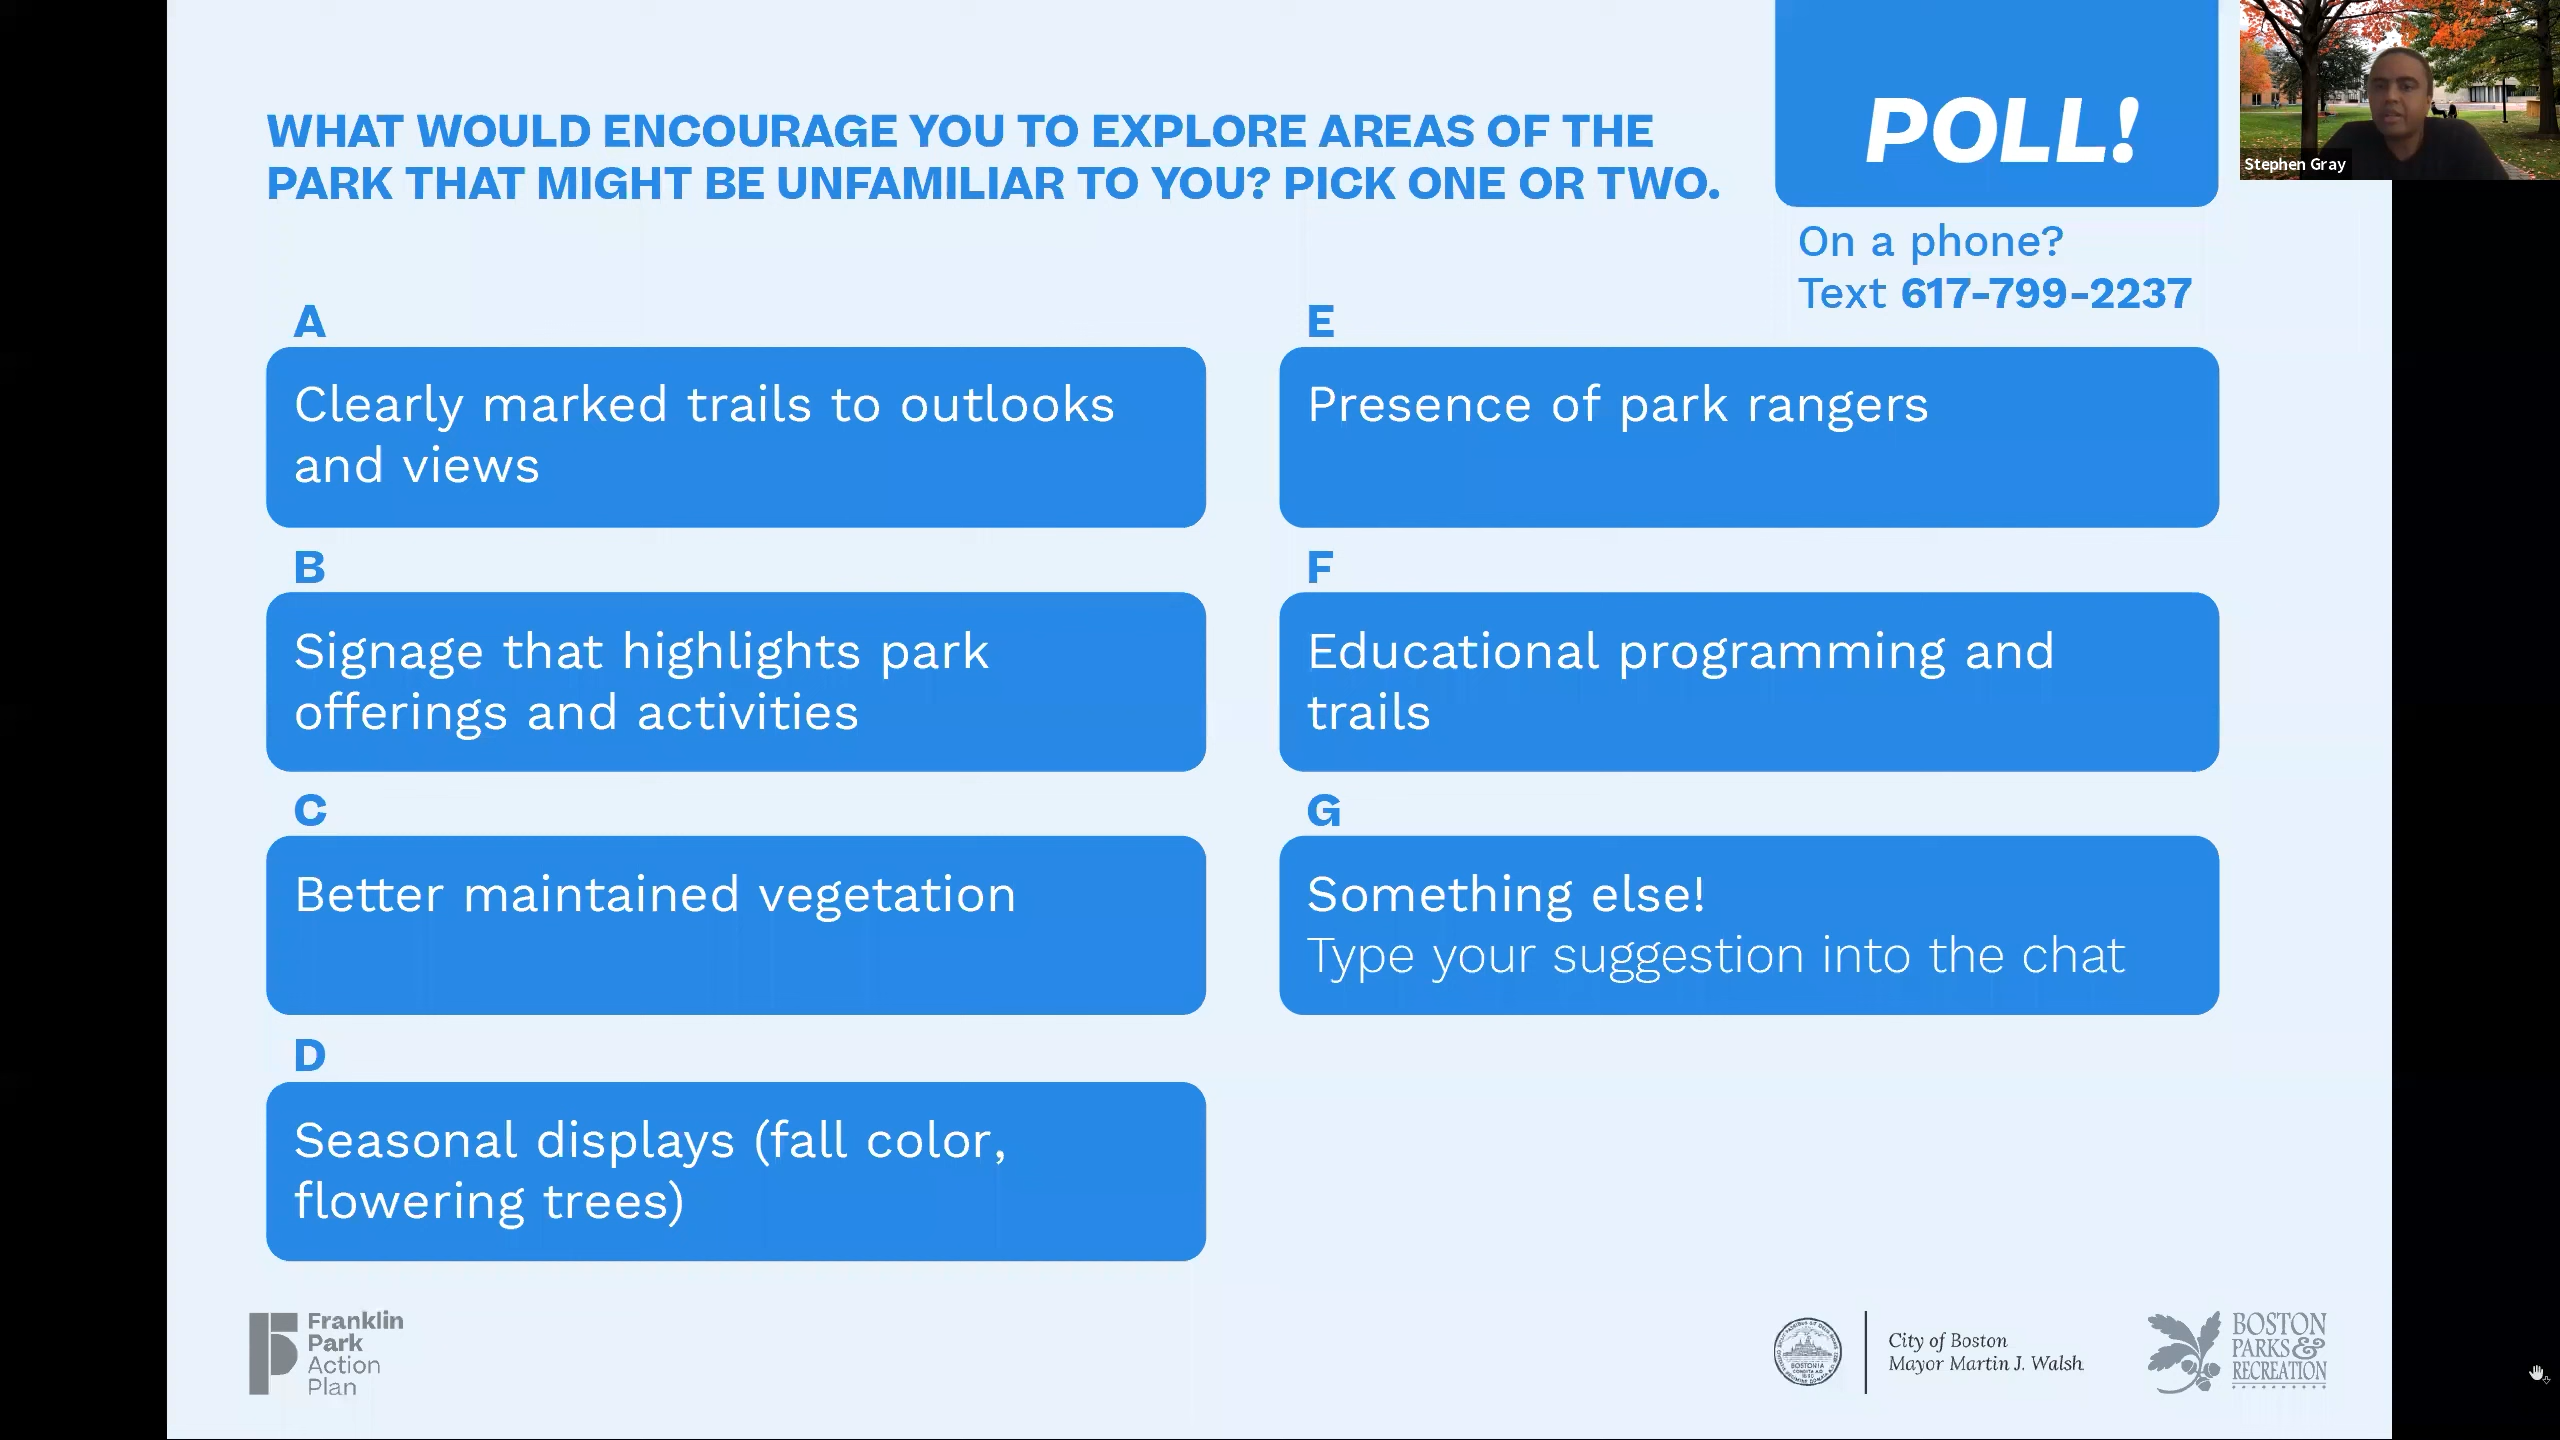 WHAT WOULD ENCOURAGE YOU TO EXPLORE AREAS OF THE
PARK THAT MIGHT BE UNFAMILIAR TO YOU? PICK ONE OR TWO.
POLL!
Stephen Gray
On a phone?
Text 617-799-2237
A
Clearly marked trails to outlooks
and views
B
Signage that highlights park
offerings and activities
C
Better maintained vegetation
D
Seasonal displays (fall color,
flowering trees)
E
Presence of park rangers
F
Educational programming and
trails
G
Something else!
Type your suggestion into the chat
Franklin
Park
Action
Plan
BOSTONIA
City of Boston
Mayor Martin J. Walsh
BOSTON
PARKS &
RECREATION